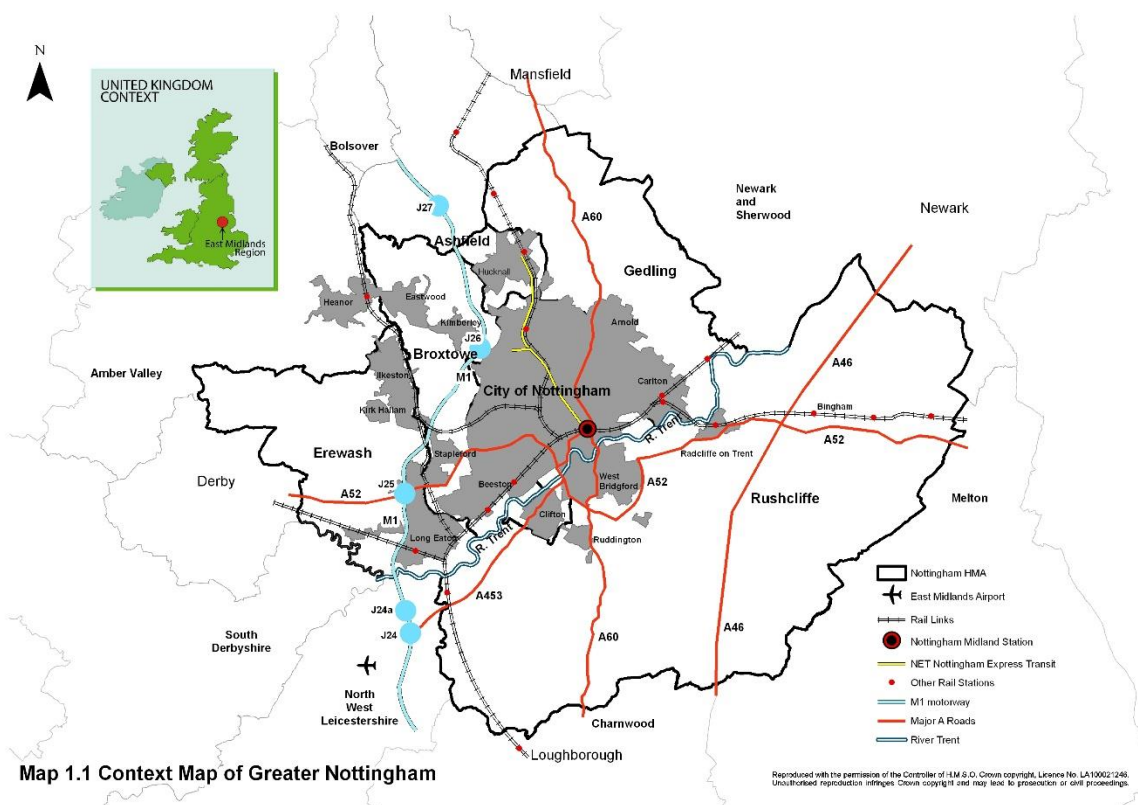 N
UNITED KINGDOM
CONTEXT
East Midlands
Region
Mansfield
Bolsover
J27
A60
Newark
and
Sherwood
Newark
Ashfield
Hucknall
Gedling
Heanor
Eastwood
Kimberley
Arnold
J26
Broxtowe
M1
A46
Amber Valley
Ilkeston
City of Nottingham
Carlton
Kirk Hallam
Bingham
R. Trent
A52
Erewash
Stapleford
Radcliffe on Trent
Derby
J25
Beeston
West
Bridgford
A52
Rushcliffe
Melton
A52
M1
Clifton
Long Eaton
R. Trent
Ruddington
A453
J24a
J24
A60
A46
South
Derbyshire
North
West
Leicestershire
Charnwood
Loughborough
Nottingham HMA
East Midlands Airport
Rail Links
Nottingham Midland Station
NET Nottingham Express Transit
Other Rail Stations
M1 motorway
Major A Roads
River Trent
Map 1.1 Context Map of Greater Nottingham
Reproduced with the permission of the Controller of H.M.S.O. Crown copyright, Licence No. LA100021246.
Unauthorised reproduction infringes Crown copyright and may lead to prosecution or civil proceedings.